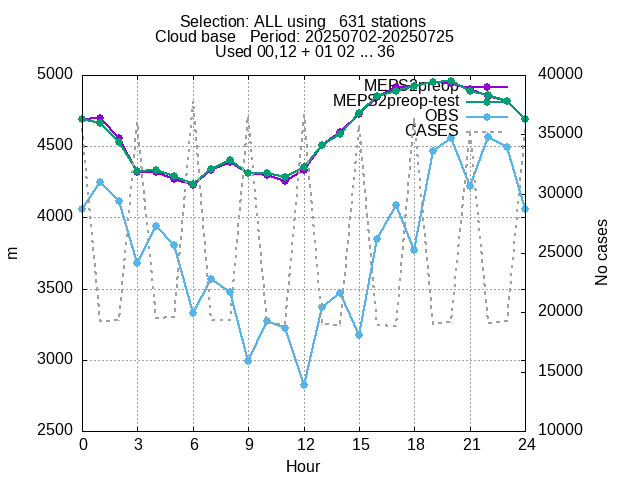 Selection: ALL using   631 stations
Cloud base   Period: 20250702-20250725
Used 00,12 + 01 02 ... 36
5000
4500
4000
3500
3000
2500
m
MEPS2preop
MEPS2preop-test
OBS
CASES
40000
35000
30000
25000
20000
15000
10000
No cases
0 3 6 9 12 15 18 21 24
Hour